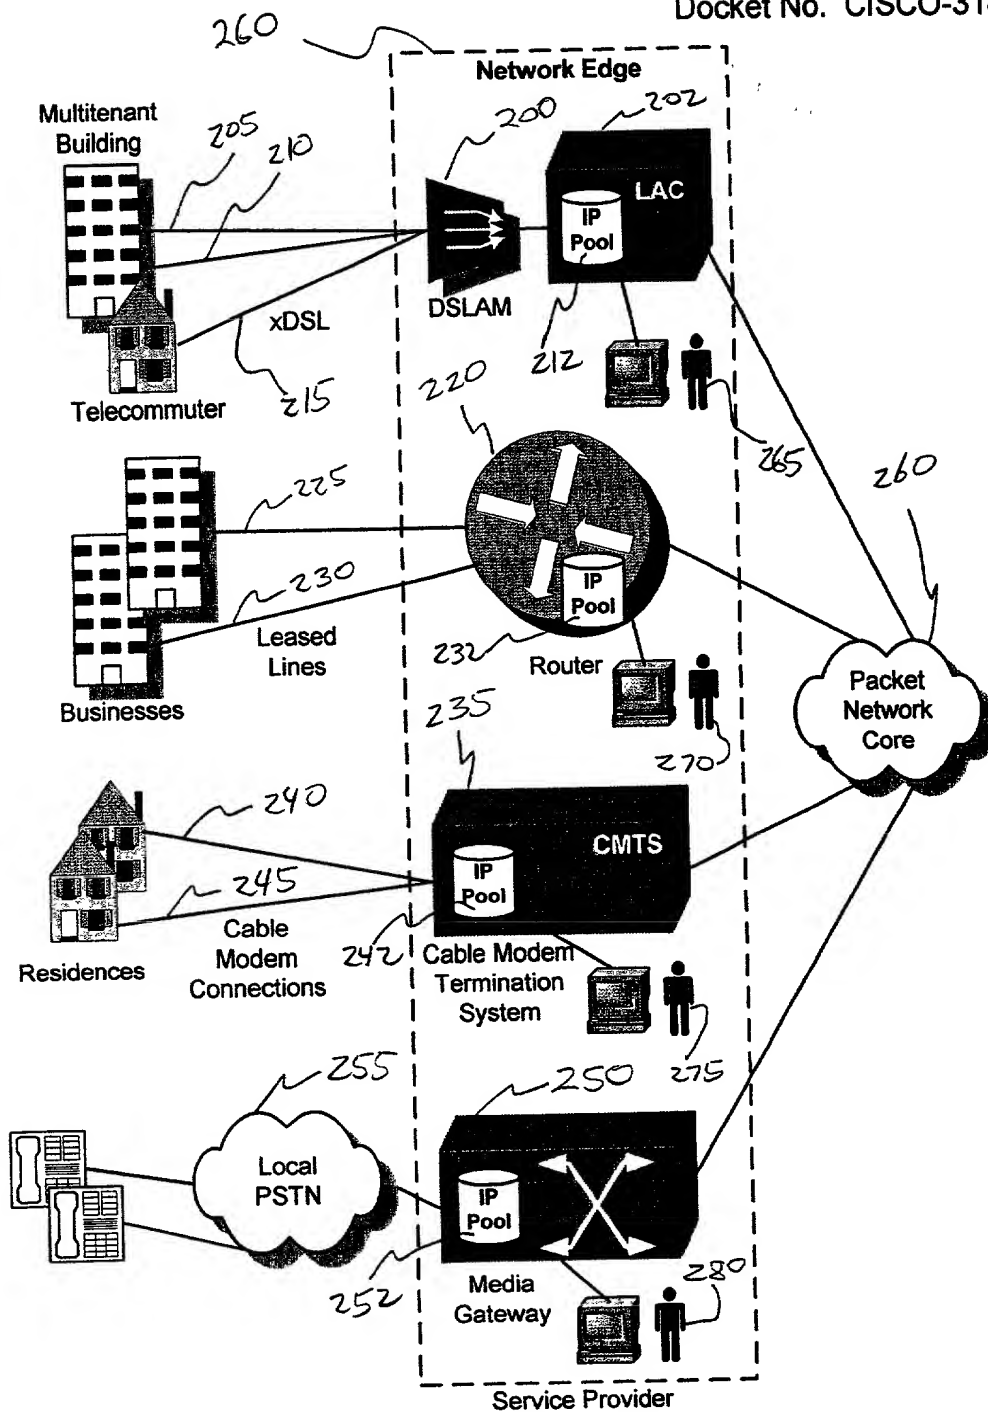 Docket No. CISCO-318
260
Network Edge
Multitenant
Building
205
210
200
202
LAC
IP
Pool
DSLAM
xDSL
212
215
Telecommuter
220
265
260
225
230
IP
Pool
Leased
Lines
232
Router
Businesses
235
270
Packet
Network
Core
240
CMTS
IP
Pool
245
Cable
Modem
Connections
242
Cable Modem
Termination
System
Residences
275
255
250
Local
PSTN
IP
Pool
252
Media
Gateway
280
Service Provider